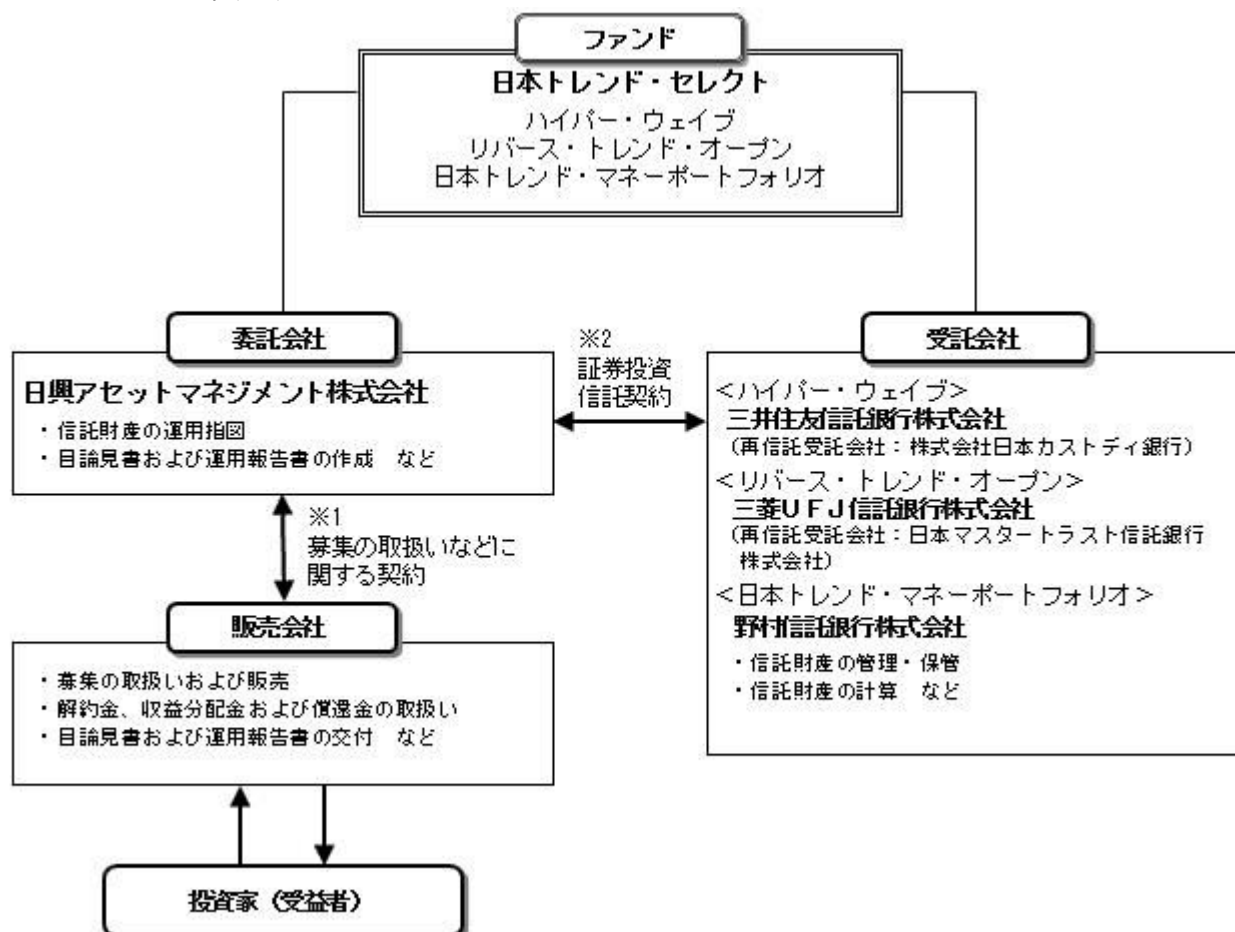 ファンド
日本トレンド・セレクト
ハイパー・ウェイブ
リバース・トレンド・オープン
日本トレンド・マネーポートフォリオ
委託会社
日興アセットマネジメント株式会社
・信託財産の運用指図
・目論見書および運用報告書の作成　など
※2
証券投資
信託契約
受託会社
＜ハイパー・ウェイブ＞
三井住友信託銀行株式会社
（再信託受託会社：株式会社日本カストディ銀行）
＜リバース・トレンド・オープン＞
三菱ＵＦＪ信託銀行株式会社
（再信託受託会社：日本マスタートラスト信託銀行
株式会社）
＜日本トレンド・マネーポートフォリオ＞
野村信託銀行株式会社
・信託財産の管理・保管
・信託財産の計算　など
※1
募集の取扱いなどに
関する契約
販売会社
・募集の取扱いおよび販売
・解約金、収益分配金および償還金の取扱い
・目論見書および運用報告書の交付　など
投資家（受益者）